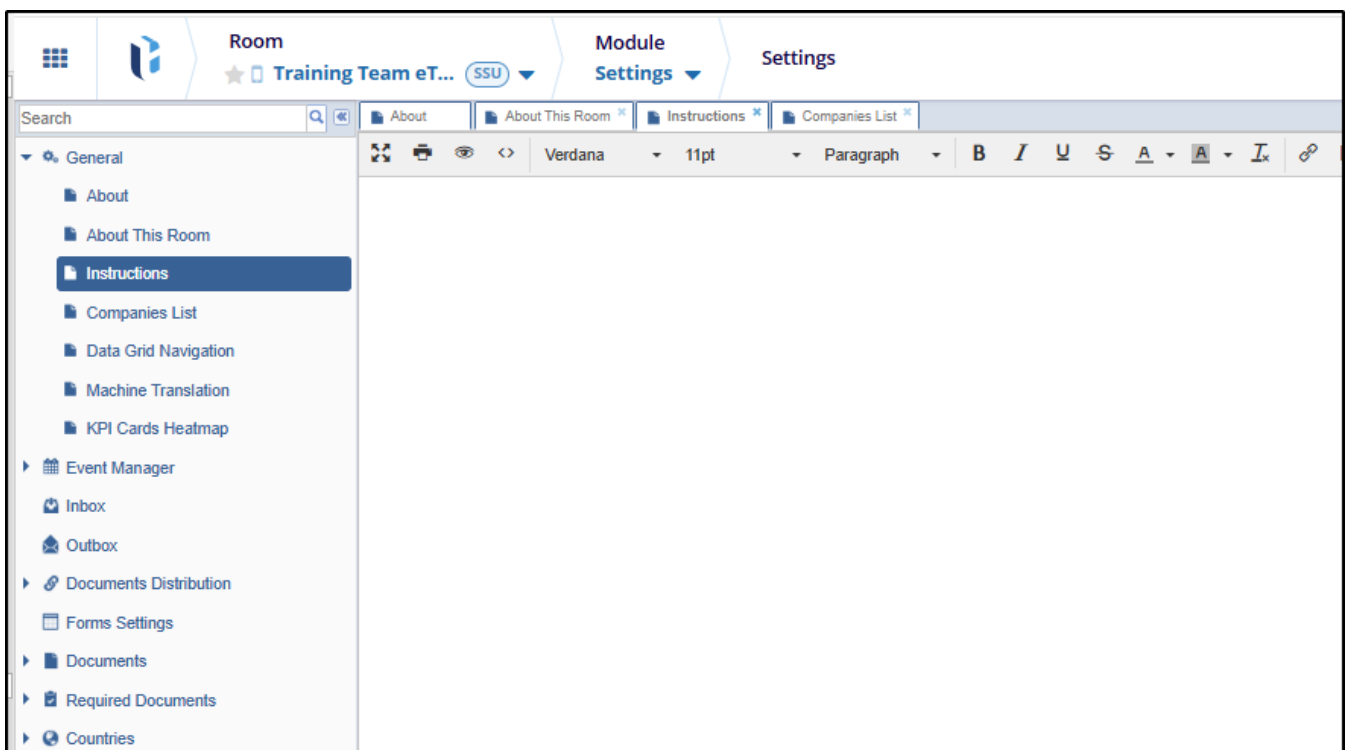 Room
Training Team eT... SSU
Module
Settings
Settings
Search
General
About
About This Room
Instructions
Companies List
Data Grid Navigation
Machine Translation
KPI Cards Heatmap
Event Manager
Inbox
Outbox
Documents Distribution
Forms Settings
Documents
Required Documents
Countries
About About This Room Instructions Companies List
Verdana 11pt Paragraph B I U S A A I